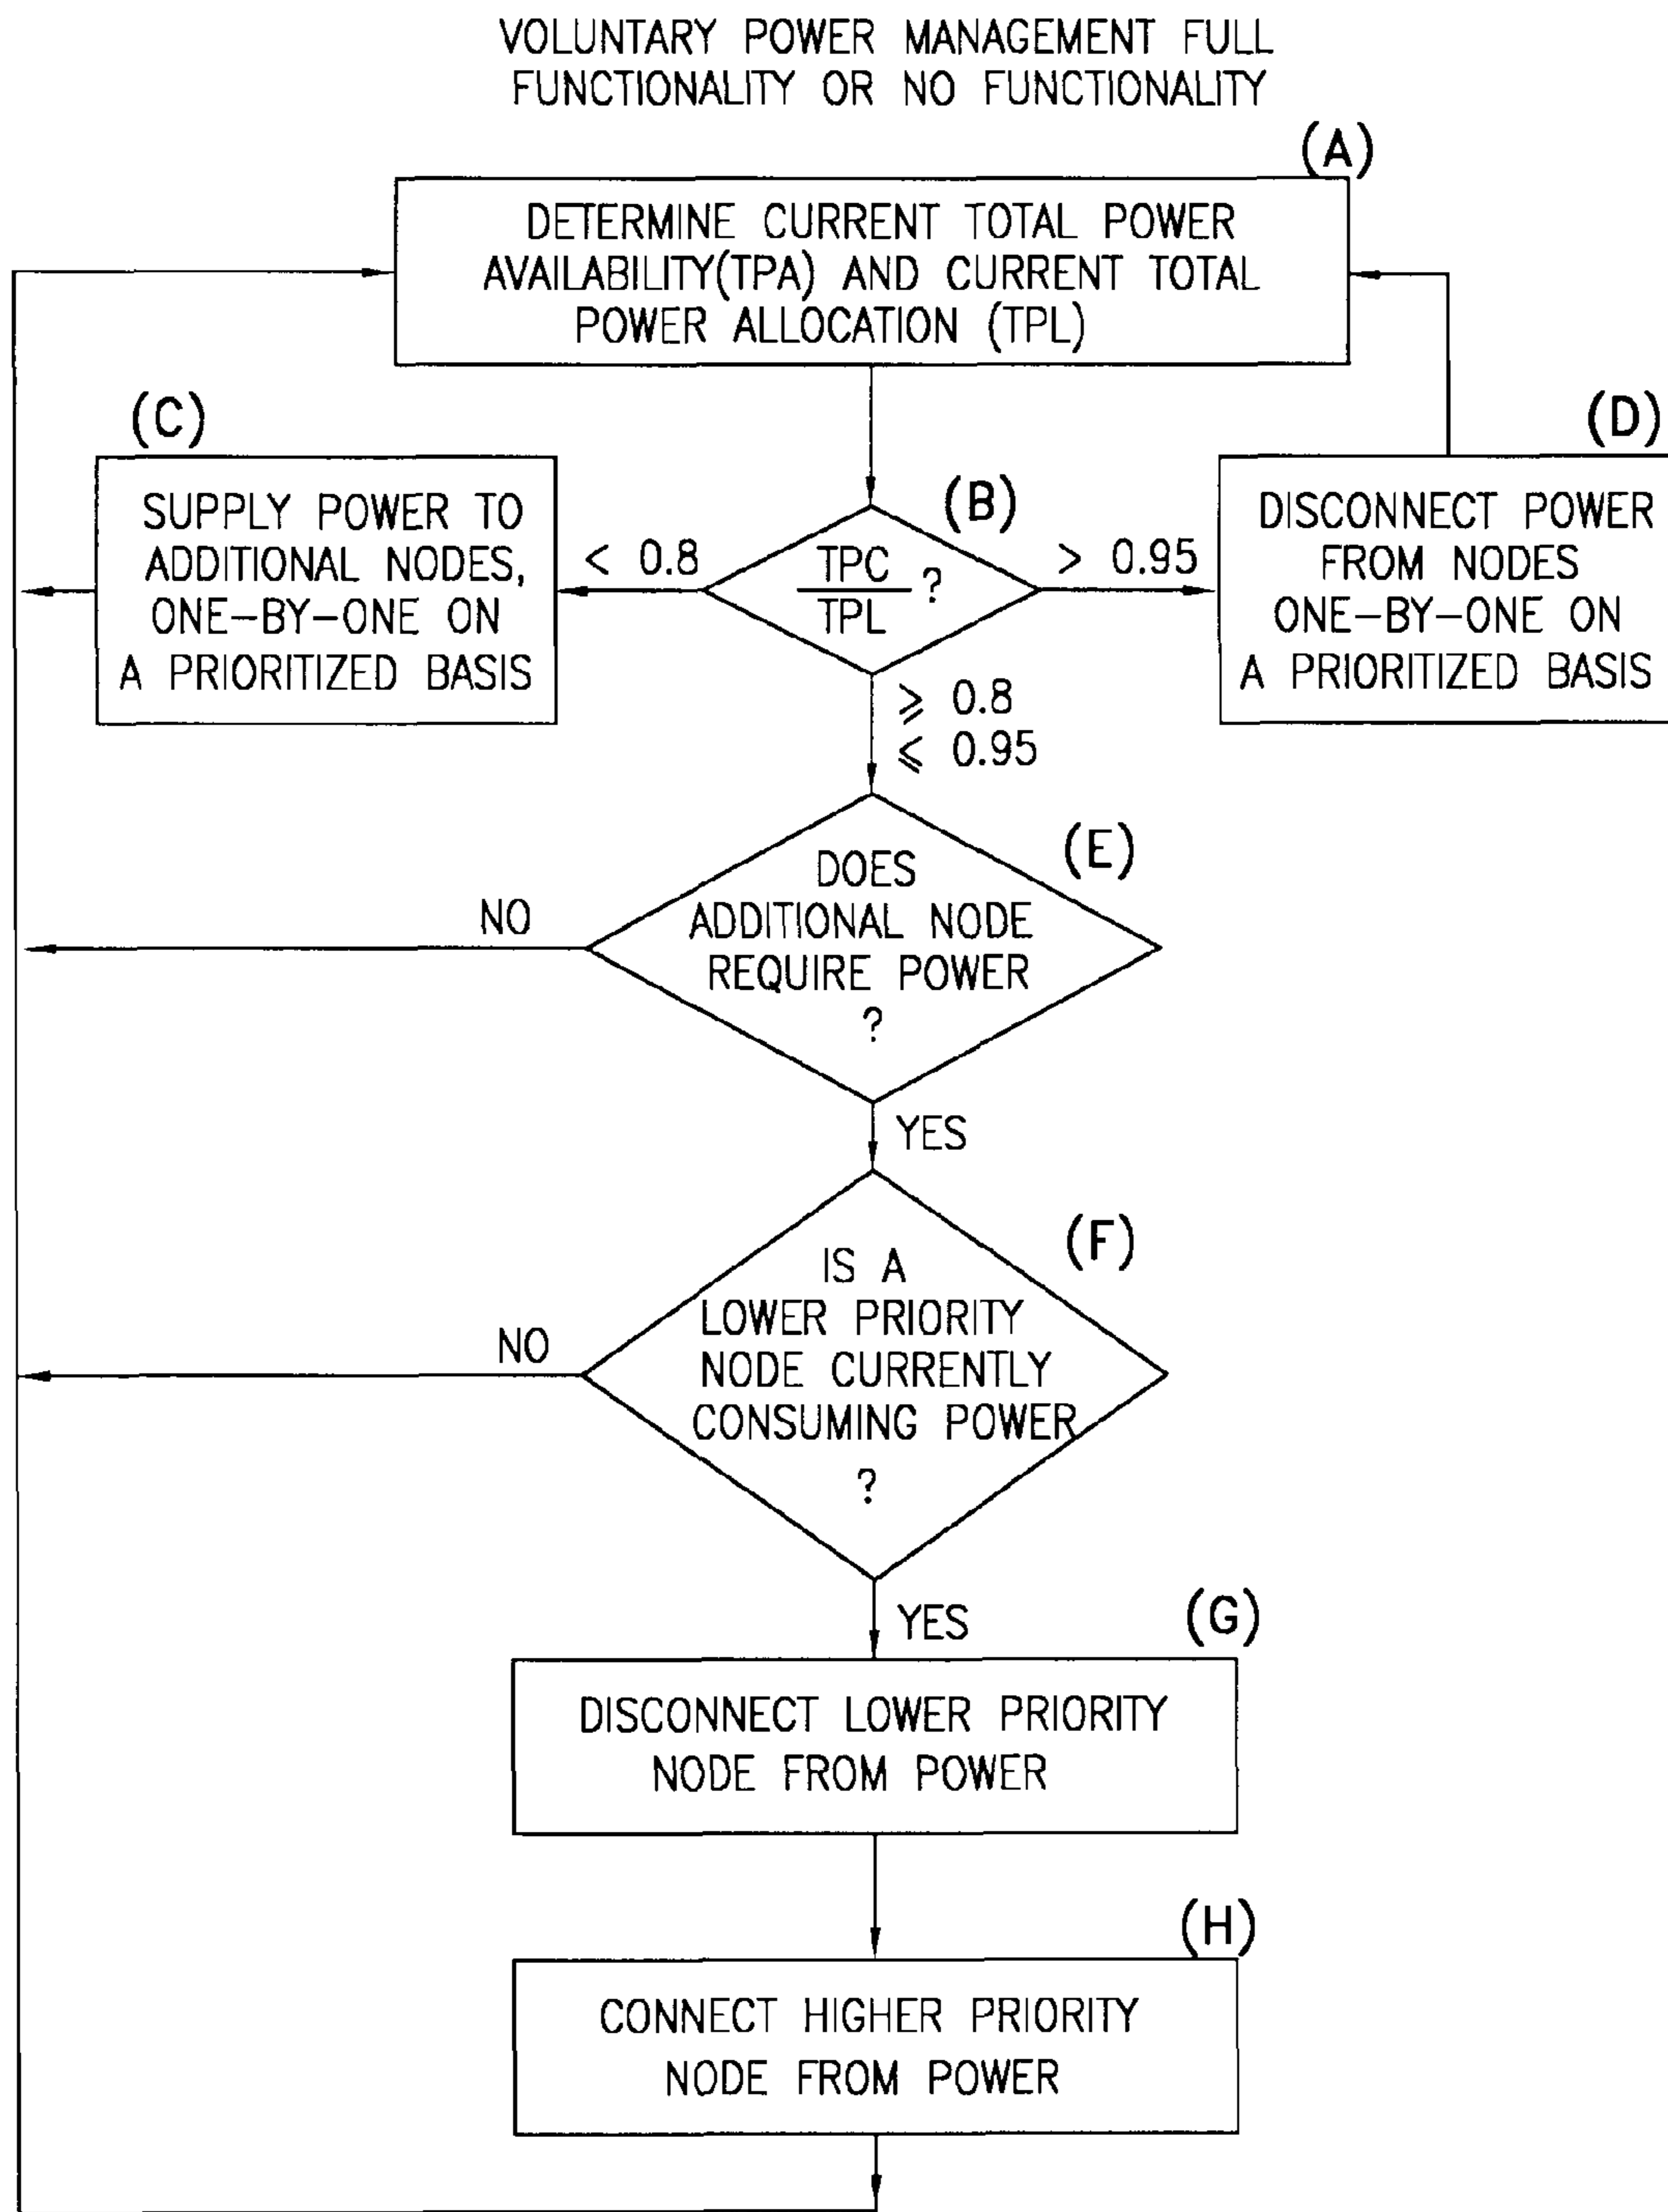 VOLUNTARY POWER MANAGEMENT FULL
FUNCTIONALITY OR NO FUNCTIONALITY
(A)
DETERMINE CURRENT TOTAL POWER
AVAILABILITY(TPA) AND CURRENT TOTAL
POWER ALLOCATION (TPL)
(C)
SUPPLY POWER TO
ADDITIONAL NODES,
ONE-BY-ONE ON
A PRIORITIZED BASIS
< 0.8
(B)
TPC
TPL
?
> 0.95
(D)
DISCONNECT POWER
FROM NODES
ONE-BY-ONE ON
A PRIORITIZED BASIS
⩾ 0.8
⩽ 0.95
(E)
DOES
ADDITIONAL NODE
REQUIRE POWER
?
NO
YES
(F)
IS A
LOWER PRIORITY
NODE CURRENTLY
CONSUMING POWER
?
NO
YES
(G)
DISCONNECT LOWER PRIORITY
NODE FROM POWER
(H)
CONNECT HIGHER PRIORITY
NODE FROM POWER